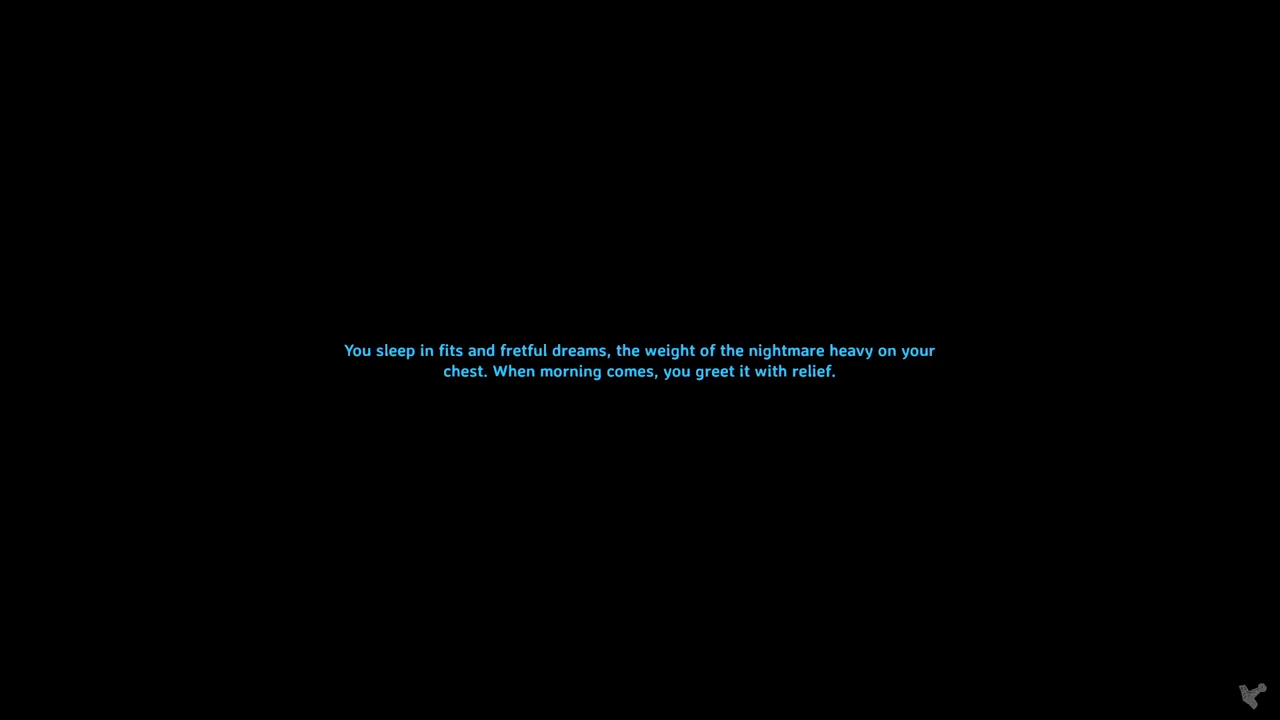 You sleep in fits and fretful dreams, the weight of the nightmare heavy on your
chest. When morning comes, you greet it with relief.